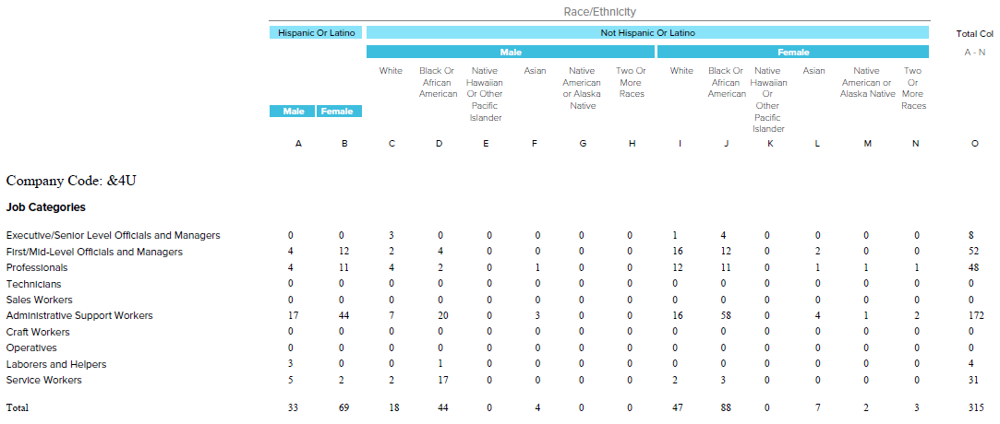 Race/Ethnicity
Hispanic Or Latino Not Hispanic Or Latino Total Col
Male Female A - N
White Black Or Native Asian Native Two Or White Black Or Native Asian Native Two
African Hawaiian American More African Hawaiian American or Or
American Or Other or Alaska Races American Or Alaska Native More
Pacific Native Other Races
Male Female Islander Pacific
Islander
A B C D E F G H I J K L M N O
Company Code: &4U
Job Categories
Executive/Senior Level Officials and Managers 0 0 3 0 0 0 0 0 1 4 0 0 0 0 8
First/Mid-Level Officials and Managers 4 12 2 4 0 0 0 0 16 12 0 2 0 0 52
Professionals 4 11 4 2 0 1 0 0 12 11 0 1 1 1 48
Technicians 0 0 0 0 0 0 0 0 0 0 0 0 0 0 0
Sales Workers 0 0 0 0 0 0 0 0 0 0 0 0 0 0 0
Administrative Support Workers 17 44 7 20 0 3 0 0 16 58 0 4 1 2 172
Craft Workers 0 0 0 0 0 0 0 0 0 0 0 0 0 0 0
Operatives 0 0 0 0 0 0 0 0 0 0 0 0 0 0 0
Laborers and Helpers 3 0 0 1 0 0 0 0 0 0 0 0 0 0 4
Service Workers 5 2 2 17 0 0 0 0 2 3 0 0 0 0 31
Total 33 69 18 44 0 4 0 0 47 88 0 7 2 3 315